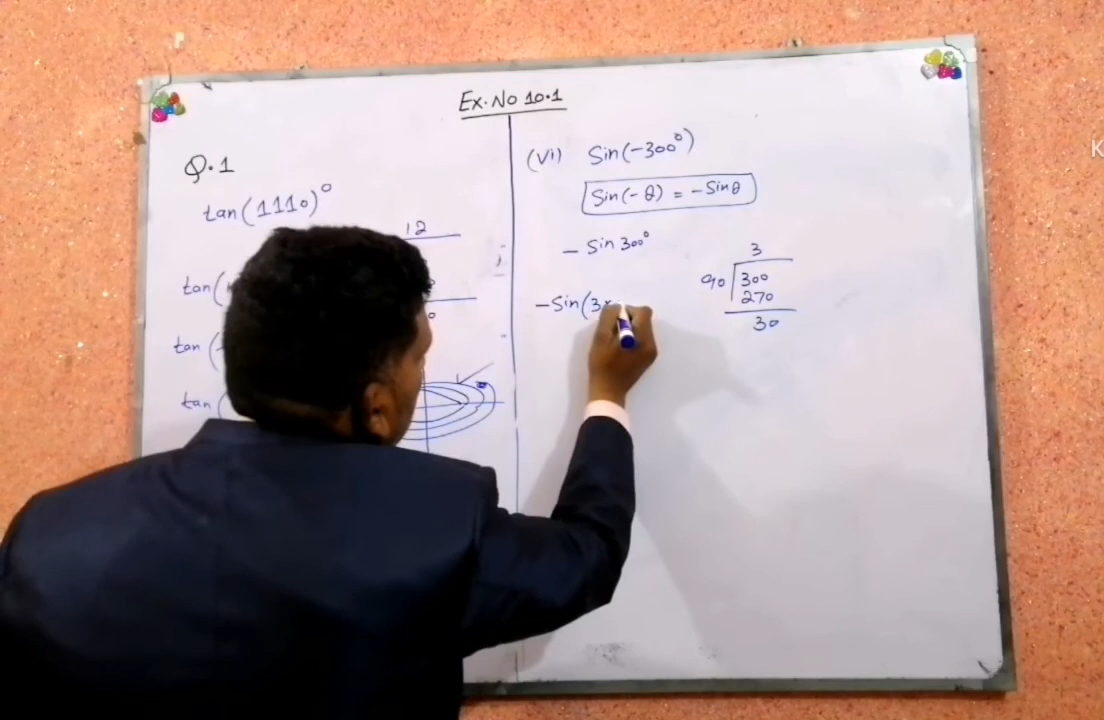 Ex. No 10.1
Q.1
tan(1110)°
12
tan(
tan(
tan
(Vi) Sin(-300°)
Sin(-θ) = -Sinθ
- Sin 300°
3
90 300
270
30
-Sin(3×
K